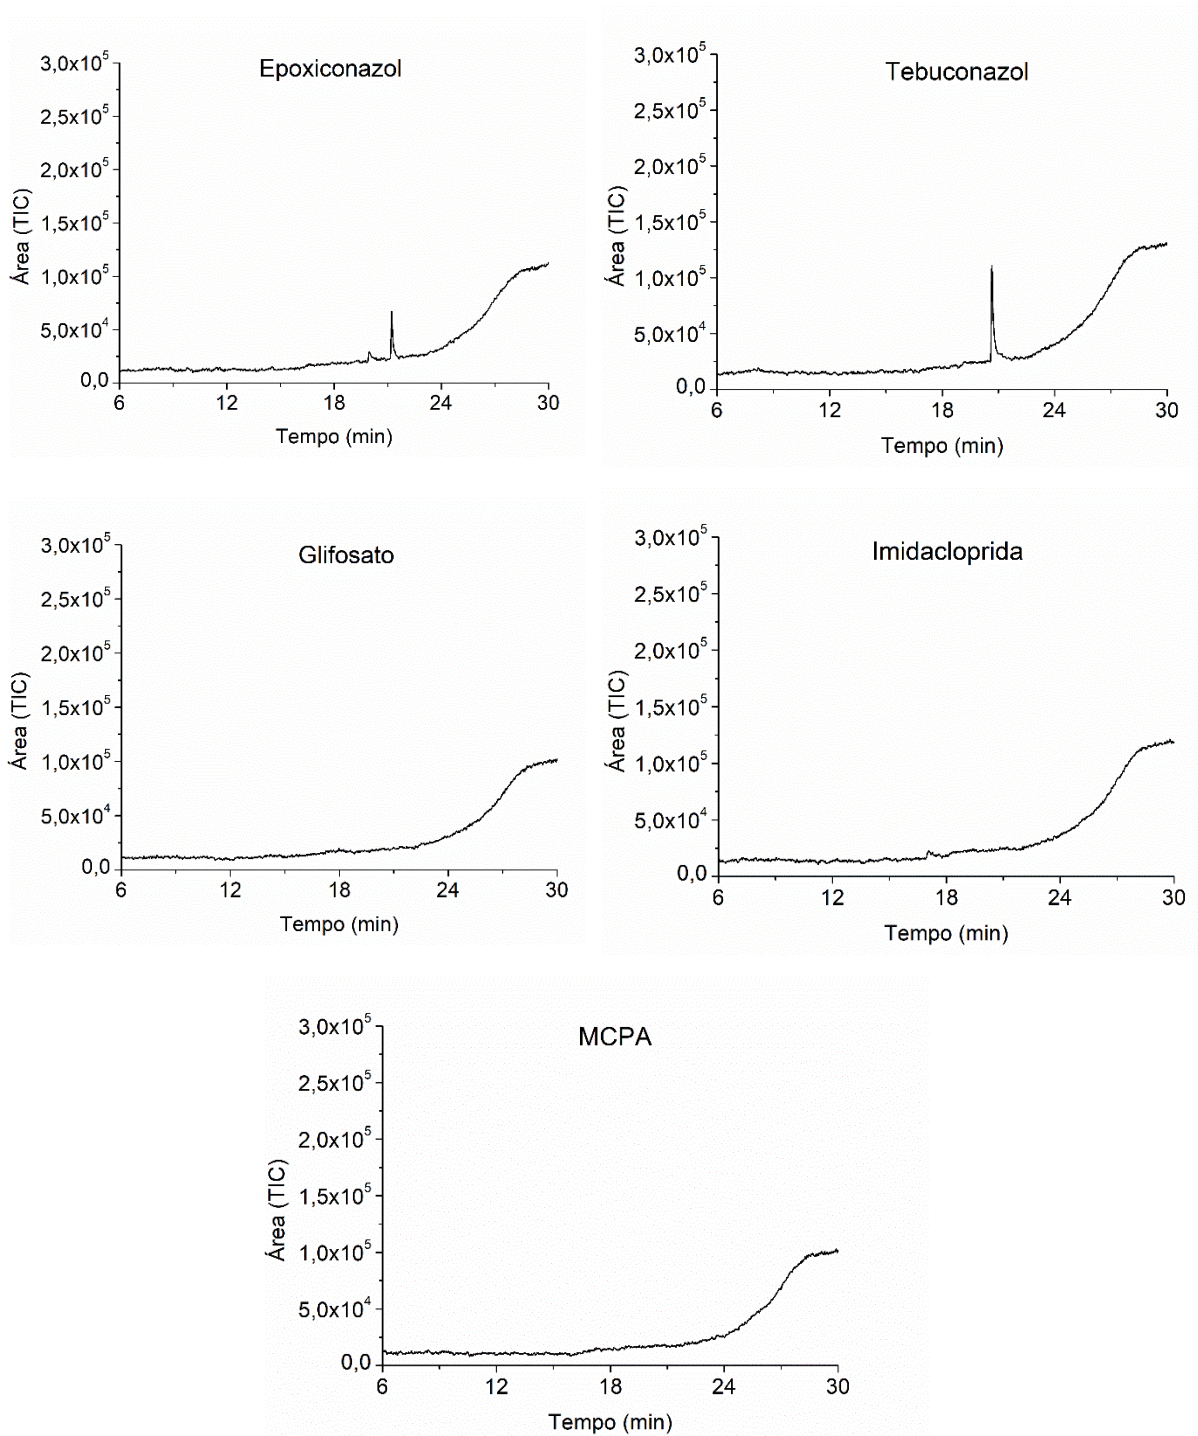 Epoxiconazol
3,0x10⁵
2,5x10⁵
2,0x10⁵
1,5x10⁵
1,0x10⁵
5,0x10⁴
0,0
Área (TIC)
6 12 18 24 30
Tempo (min)
Tebuconazol
3,0x10⁵
2,5x10⁵
2,0x10⁵
1,5x10⁵
1,0x10⁵
5,0x10⁴
0,0
Área (TIC)
6 12 18 24 30
Tempo (min)
Glifosato
3,0x10⁵
2,5x10⁵
2,0x10⁵
1,5x10⁵
1,0x10⁵
5,0x10⁴
0,0
Área (TIC)
6 12 18 24 30
Tempo (min)
Imidacloprida
3,0x10⁵
2,5x10⁵
2,0x10⁵
1,5x10⁵
1,0x10⁵
5,0x10⁴
0,0
Área (TIC)
6 12 18 24 30
Tempo (min)
MCPA
3,0x10⁵
2,5x10⁵
2,0x10⁵
1,5x10⁵
1,0x10⁵
5,0x10⁴
0,0
Área (TIC)
6 12 18 24 30
Tempo (min)